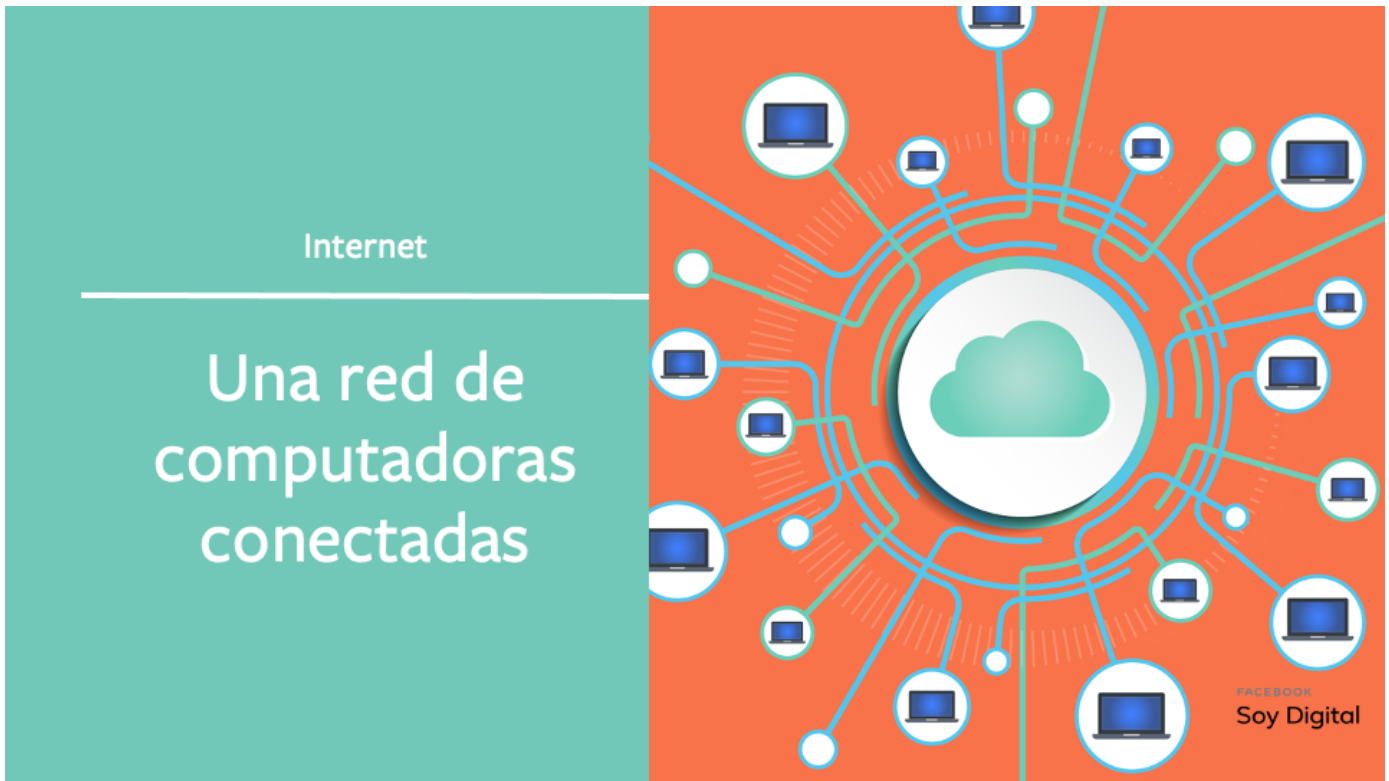 Internet
Una red de
computadoras
conectadas
FACEBOOK
Soy Digital